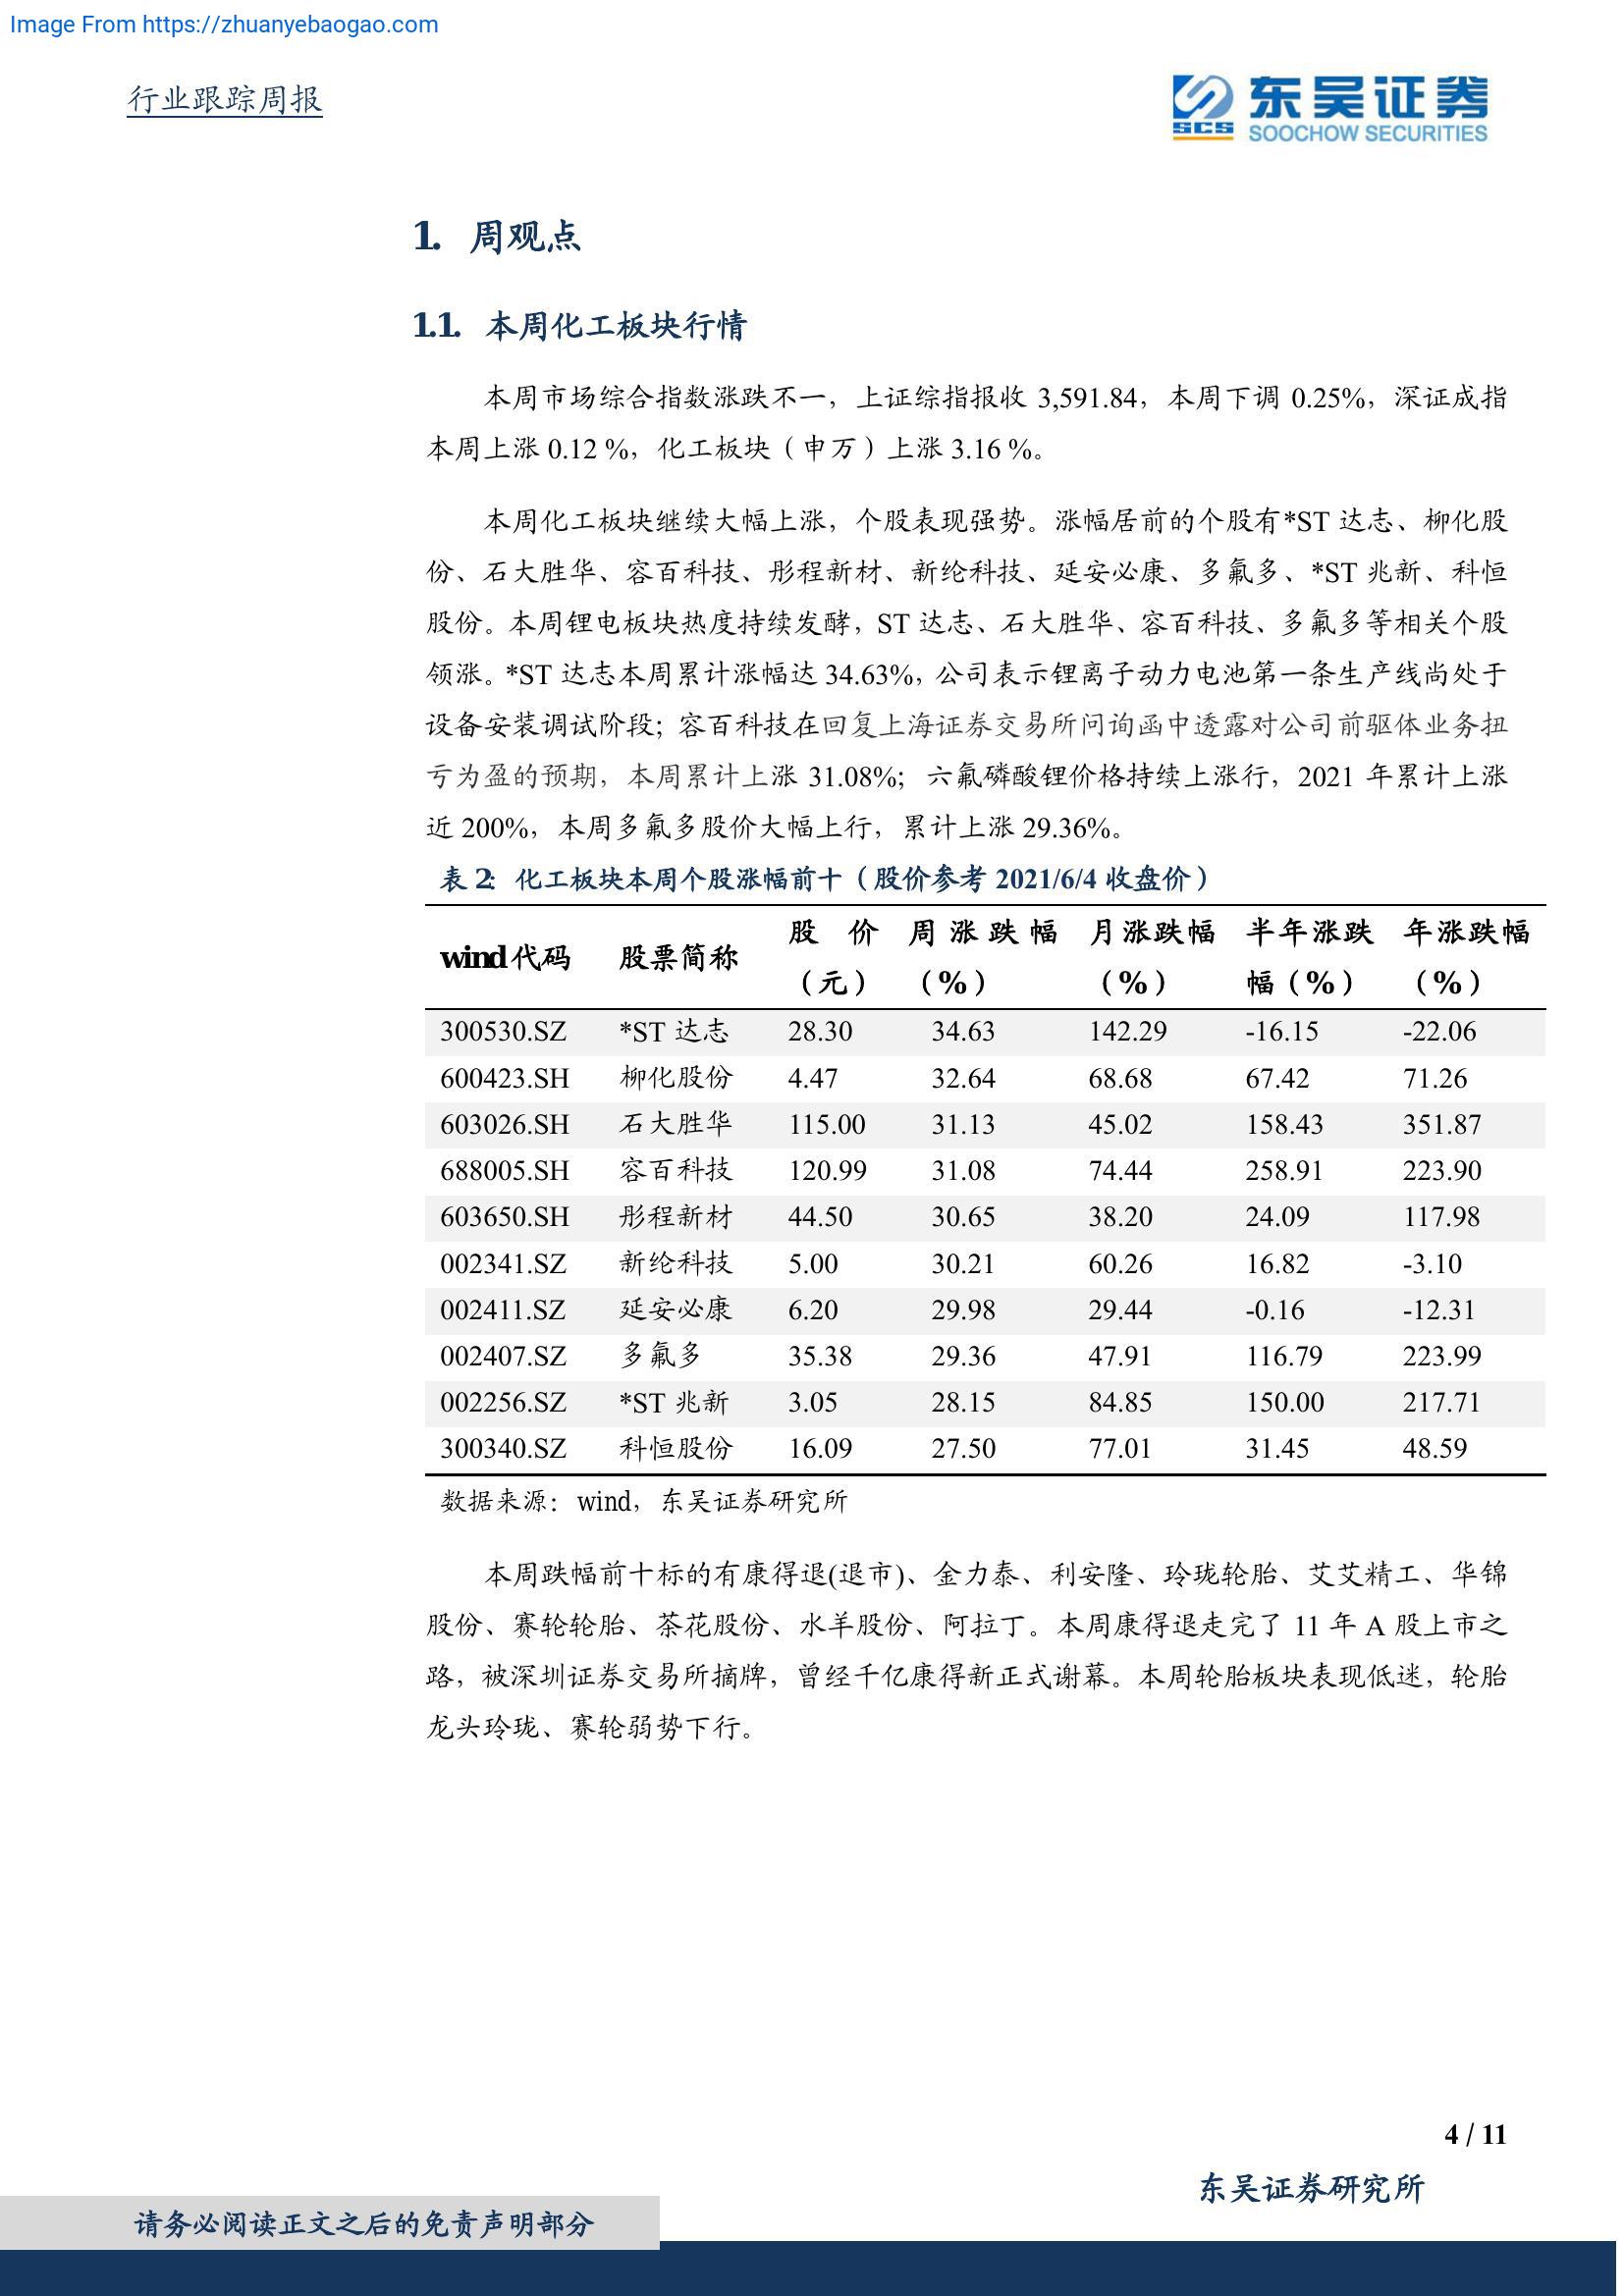 Image From https://zhuanyebaogao.com
行业跟踪周报
SCS 东吴证券
SOOCHOW SECURITIES
1. 周观点
1.1. 本周化工板块行情
本周市场综合指数涨跌不一，上证综指报收 3,591.84，本周下调 0.25%，深证成指
本周上涨 0.12 %，化工板块（申万）上涨 3.16 %。
本周化工板块继续大幅上涨，个股表现强势。涨幅居前的个股有*ST 达志、柳化股
份、石大胜华、容百科技、彤程新材、新纶科技、延安必康、多氟多、*ST 兆新、科恒
股份。本周锂电板块热度持续发酵，ST 达志、石大胜华、容百科技、多氟多等相关个股
领涨。*ST 达志本周累计涨幅达 34.63%，公司表示锂离子动力电池第一条生产线尚处于
设备安装调试阶段；容百科技在回复上海证券交易所问询函中透露对公司前驱体业务扭
亏为盈的预期，本周累计上涨 31.08%；六氟磷酸锂价格持续上涨行，2021 年累计上涨
近 200%，本周多氟多股价大幅上行，累计上涨 29.36%。
表 2：化工板块本周个股涨幅前十（股价参考 2021/6/4 收盘价）
wind 代码 股票简称 股价（元） 周涨跌幅（%） 月涨跌幅（%） 半年涨跌幅（%） 年涨跌幅（%）
300530.SZ *ST 达志 28.30 34.63 142.29 -16.15 -22.06
600423.SH 柳化股份 4.47 32.64 68.68 67.42 71.26
603026.SH 石大胜华 115.00 31.13 45.02 158.43 351.87
688005.SH 容百科技 120.99 31.08 74.44 258.91 223.90
603650.SH 彤程新材 44.50 30.65 38.20 24.09 117.98
002341.SZ 新纶科技 5.00 30.21 60.26 16.82 -3.10
002411.SZ 延安必康 6.20 29.98 29.44 -0.16 -12.31
002407.SZ 多氟多 35.38 29.36 47.91 116.79 223.99
002256.SZ *ST 兆新 3.05 28.15 84.85 150.00 217.71
300340.SZ 科恒股份 16.09 27.50 77.01 31.45 48.59
数据来源：wind，东吴证券研究所
本周跌幅前十标的有康得退(退市)、金力泰、利安隆、玲珑轮胎、艾艾精工、华锦
股份、赛轮轮胎、茶花股份、水羊股份、阿拉丁。本周康得退走完了 11 年 A 股上市之
路，被深圳证券交易所摘牌，曾经千亿康得新正式谢幕。本周轮胎板块表现低迷，轮胎
龙头玲珑、赛轮弱势下行。
4 / 11
东吴证券研究所
请务必阅读正文之后的免责声明部分